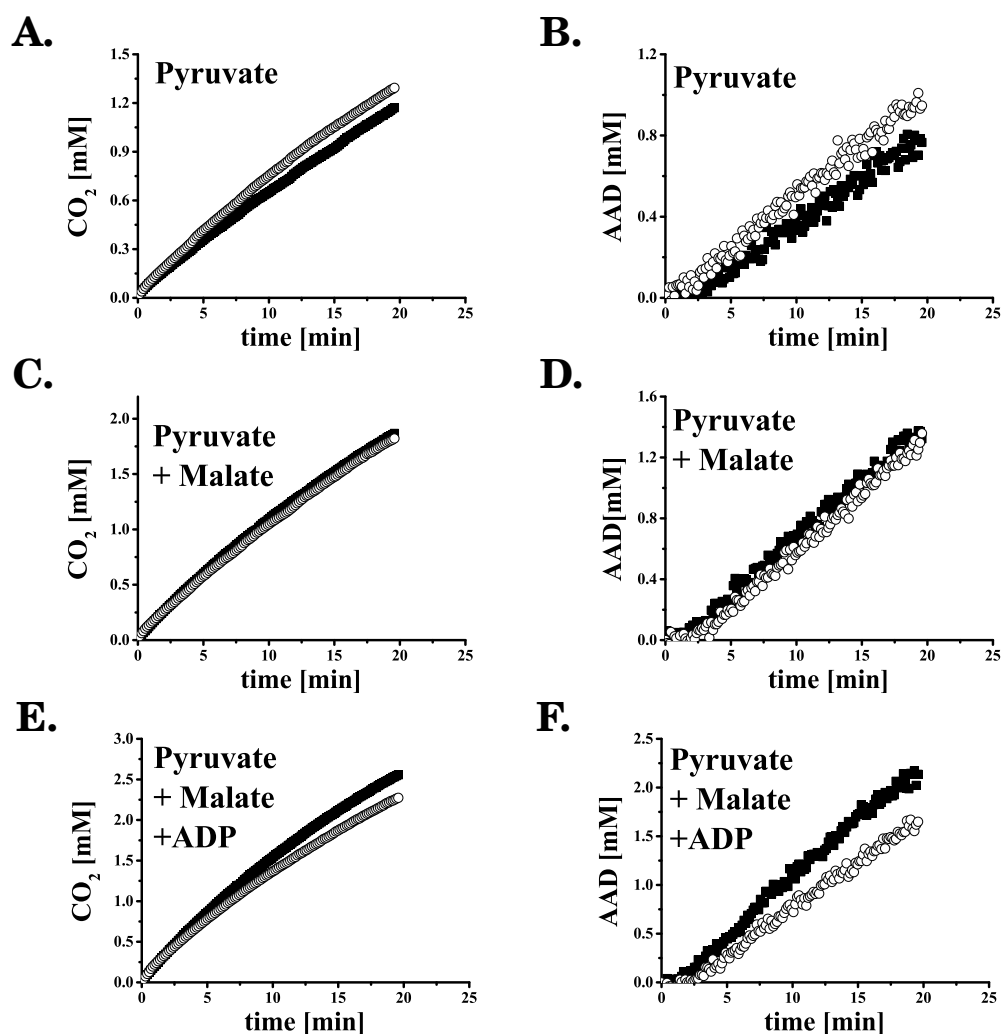 A.
Pyruvate
CO2 [mM]
1.5
1.2
0.9
0.6
0.3
0.0
0 5 10 15 20 25
time [min]
B.
Pyruvate
AAD [mM]
1.2
0.8
0.4
0.0
0 5 10 15 20 25
time [min]
C.
Pyruvate
+ Malate
CO2 [mM]
2.0
1.5
1.0
0.5
0.0
0 5 10 15 20 25
time [min]
D.
Pyruvate
+ Malate
AAD[mM]
1.6
1.2
0.8
0.4
0.0
0 5 10 15 20 25
time [min]
E.
Pyruvate
+ Malate
+ADP
CO2 [mM]
3.0
2.5
2.0
1.5
1.0
0.5
0.0
0 5 10 15 20 25
time [min]
F.
Pyruvate
+ Malate
+ADP
AAD [mM]
2.5
2.0
1.5
1.0
0.5
0.0
0 5 10 15 20 25
time [min]